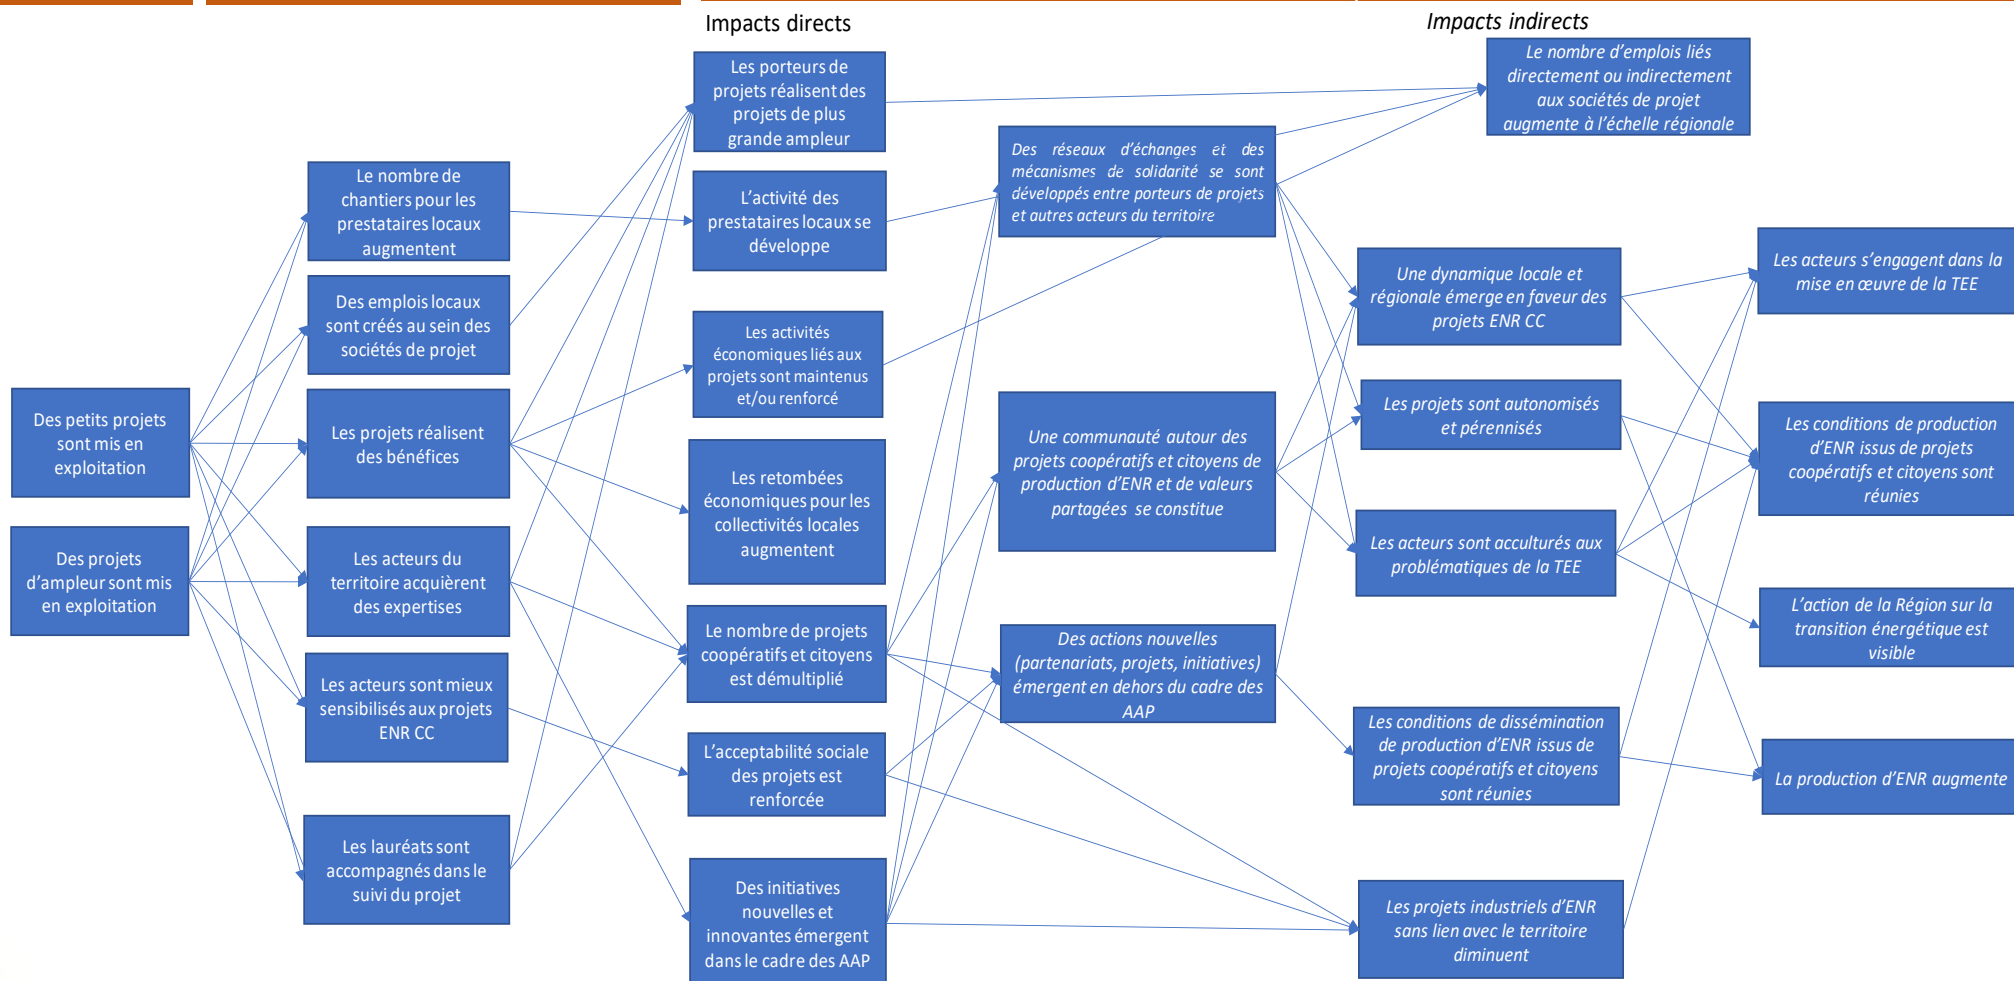 Impacts directs
Impacts indirects
Des petits projets
sont mis en
exploitation
Des projets
d’ampleur sont mis
en exploitation
Le nombre de
chantiers pour les
prestataires locaux
augmentent
Des emplois locaux
sont créés au sein des
sociétés de projet
Les projets réalisent
des bénéfices
Les acteurs du
territoire acquièrent
des expertises
Les acteurs sont mieux
sensibilisés aux projets
ENR CC
Les lauréats sont
accompagnés dans le
suivi du projet
Les porteurs de
projets réalisent des
projets de plus
grande ampleur
L’activité des
prestataires locaux se
développe
Les activités
économiques liés aux
projets sont maintenus
et/ou renforcé
Les retombées
économiques pour les
collectivités locales
augmentent
Le nombre de projets
coopératifs et citoyens
est démultiplié
L’acceptabilité sociale
des projets est
renforcée
Des initiatives
nouvelles et
innovantes émergent
dans le cadre des AAP
Des réseaux d’échanges et des
mécanismes de solidarité se sont
développés entre porteurs de projets
et autres acteurs du territoire
Une communauté autour des
projets coopératifs et citoyens de
production d’ENR et de valeurs
partagées se constitue
Des actions nouvelles
(partenariats, projets, initiatives)
émergent en dehors du cadre des
AAP
Le nombre d’emplois liés
directement ou indirectement
aux sociétés de projet
augmente à l’échelle régionale
Une dynamique locale et
régionale émerge en faveur des
projets ENR CC
Les projets sont autonomisés
et pérennisés
Les acteurs sont acculturés aux
problématiques de la TEE
Les conditions de dissémination
de production d’ENR issus de
projets coopératifs et citoyens
sont réunies
Les projets industriels d’ENR
sans lien avec le territoire
diminuent
Les acteurs s’engagent dans la
mise en œuvre de la TEE
Les conditions de production
d’ENR issus de projets
coopératifs et citoyens sont
réunies
L’action de la Région sur la
transition énergétique est
visible
La production d’ENR augmente